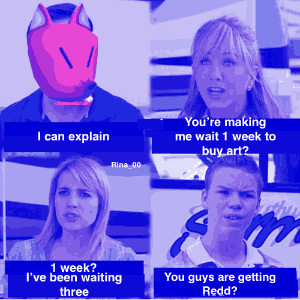 I can explain
You're making
me wait 1 week to
buy art?
Rina_00
1 week?
I've been waiting
three
You guys are getting
Redd?